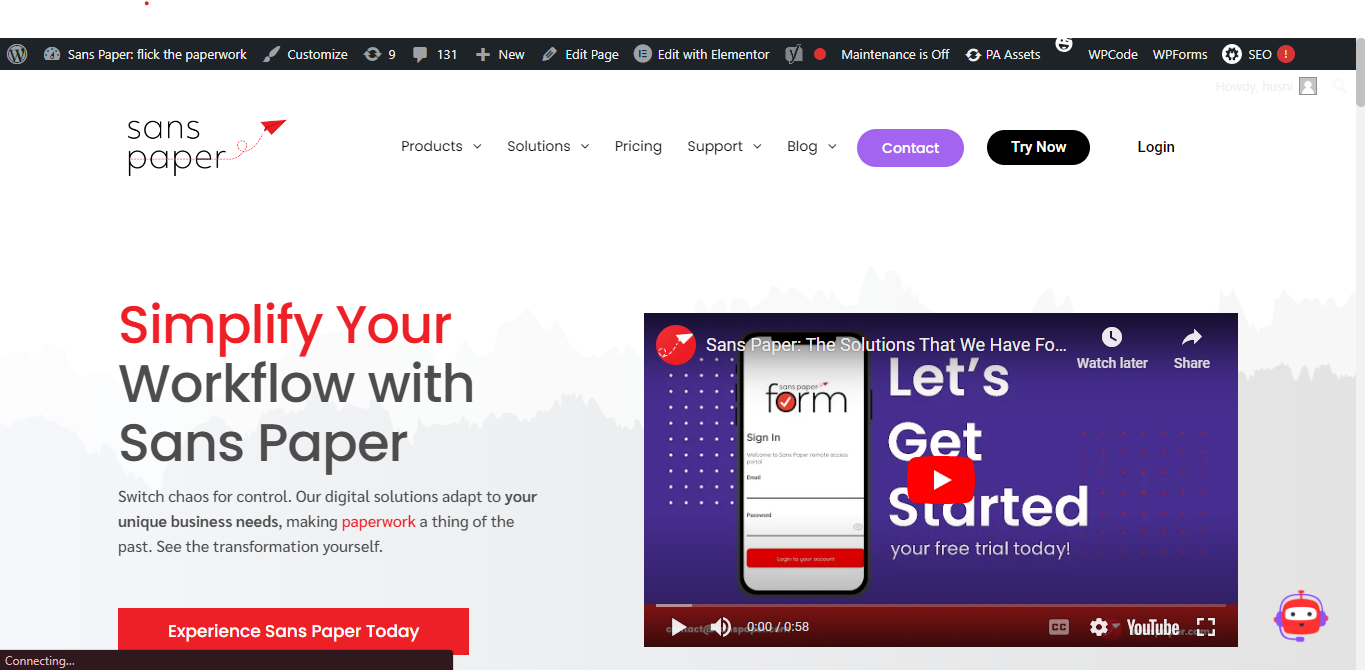 Sans Paper: flick the paperwork Customize 9 131 New Edit Page Edit with Elementor Maintenance is Off PA Assets WPCode WPForms SEO !
Howdy, husni
sans
paper
Products Solutions Pricing Support Blog Contact Try Now Login
Simplify Your
Workflow with
Sans Paper
Switch chaos for control. Our digital solutions adapt to your
unique business needs, making paperwork a thing of the
past. See the transformation yourself.
Experience Sans Paper Today
Sans Paper: The Solutions That We Have Fo...
Watch later Share
sans paper
form
Sign In
Welcome to Sans Paper remote access
portal
Email
Password
Login to your account
Let's
Get
Started
your free trial today!
0:00 / 0:58
CC
YouTube
Connecting...